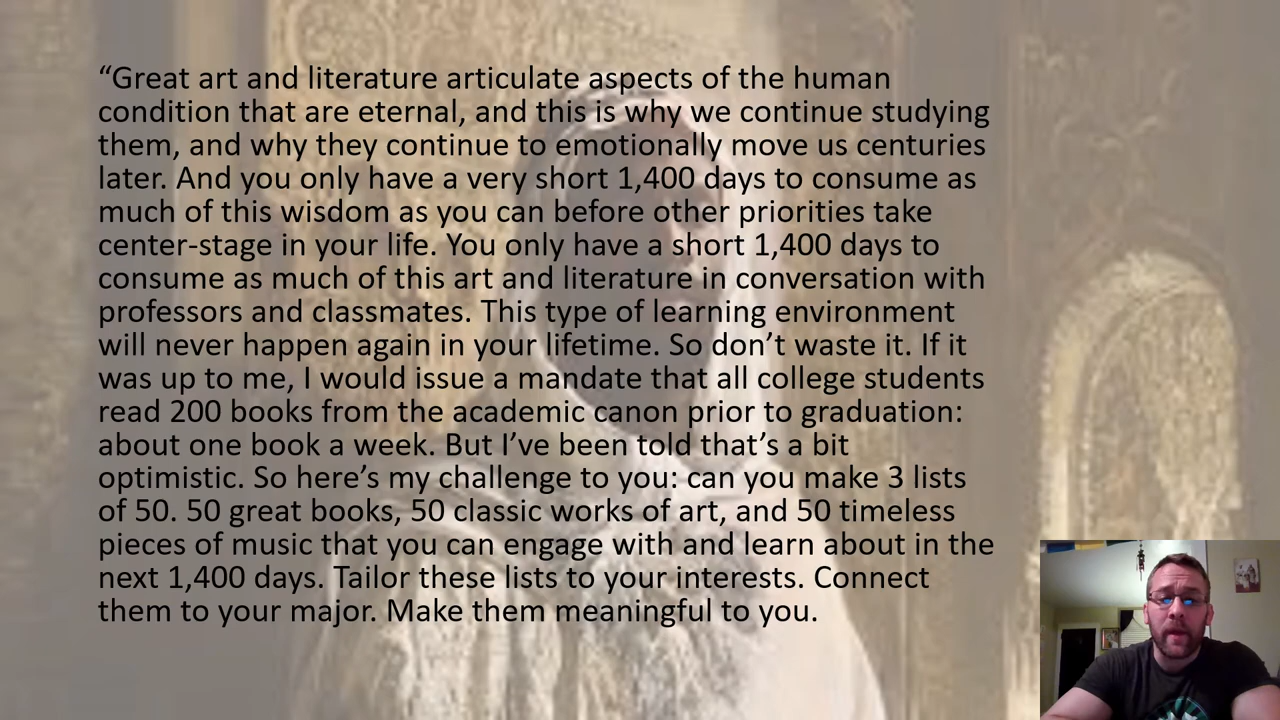 “Great art and literature articulate aspects of the human
condition that are eternal, and this is why we continue studying
them, and why they continue to emotionally move us centuries
later. And you only have a very short 1,400 days to consume as
much of this wisdom as you can before other priorities take
center-stage in your life. You only have a short 1,400 days to
consume as much of this art and literature in conversation with
professors and classmates. This type of learning environment
will never happen again in your lifetime. So don’t waste it. If it
was up to me, I would issue a mandate that all college students
read 200 books from the academic canon prior to graduation:
about one book a week. But I’ve been told that’s a bit
optimistic. So here’s my challenge to you: can you make 3 lists
of 50. 50 great books, 50 classic works of art, and 50 timeless
pieces of music that you can engage with and learn about in the
next 1,400 days. Tailor these lists to your interests. Connect
them to your major. Make them meaningful to you.